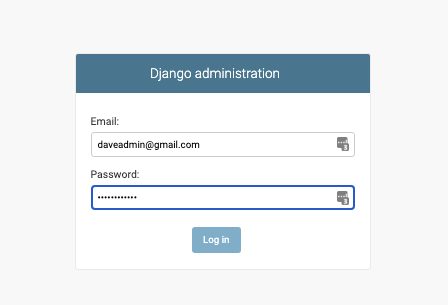 Django administration
Email:
daveadmin@gmail.com
Password:
••••••••••••
Log in